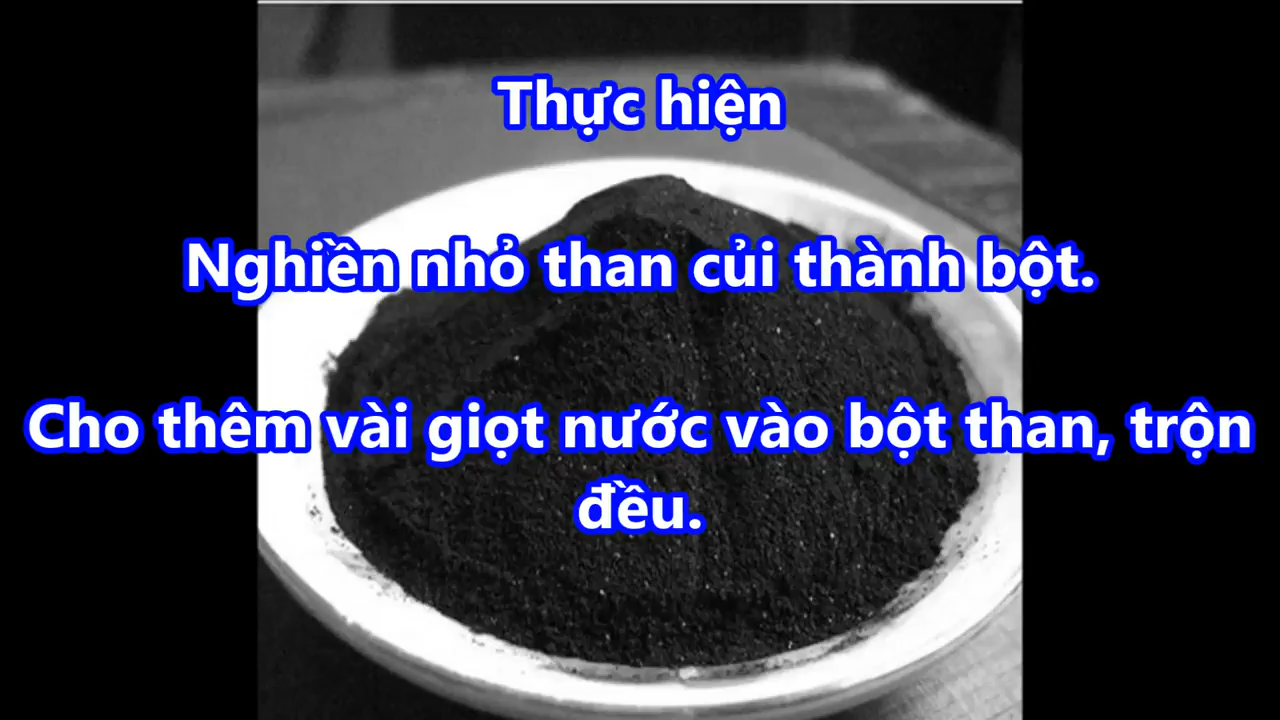 Thực hiện
Nghiền nhỏ than củi thành bột.
Cho thêm vài giọt nước vào bột than, trộn
đều.